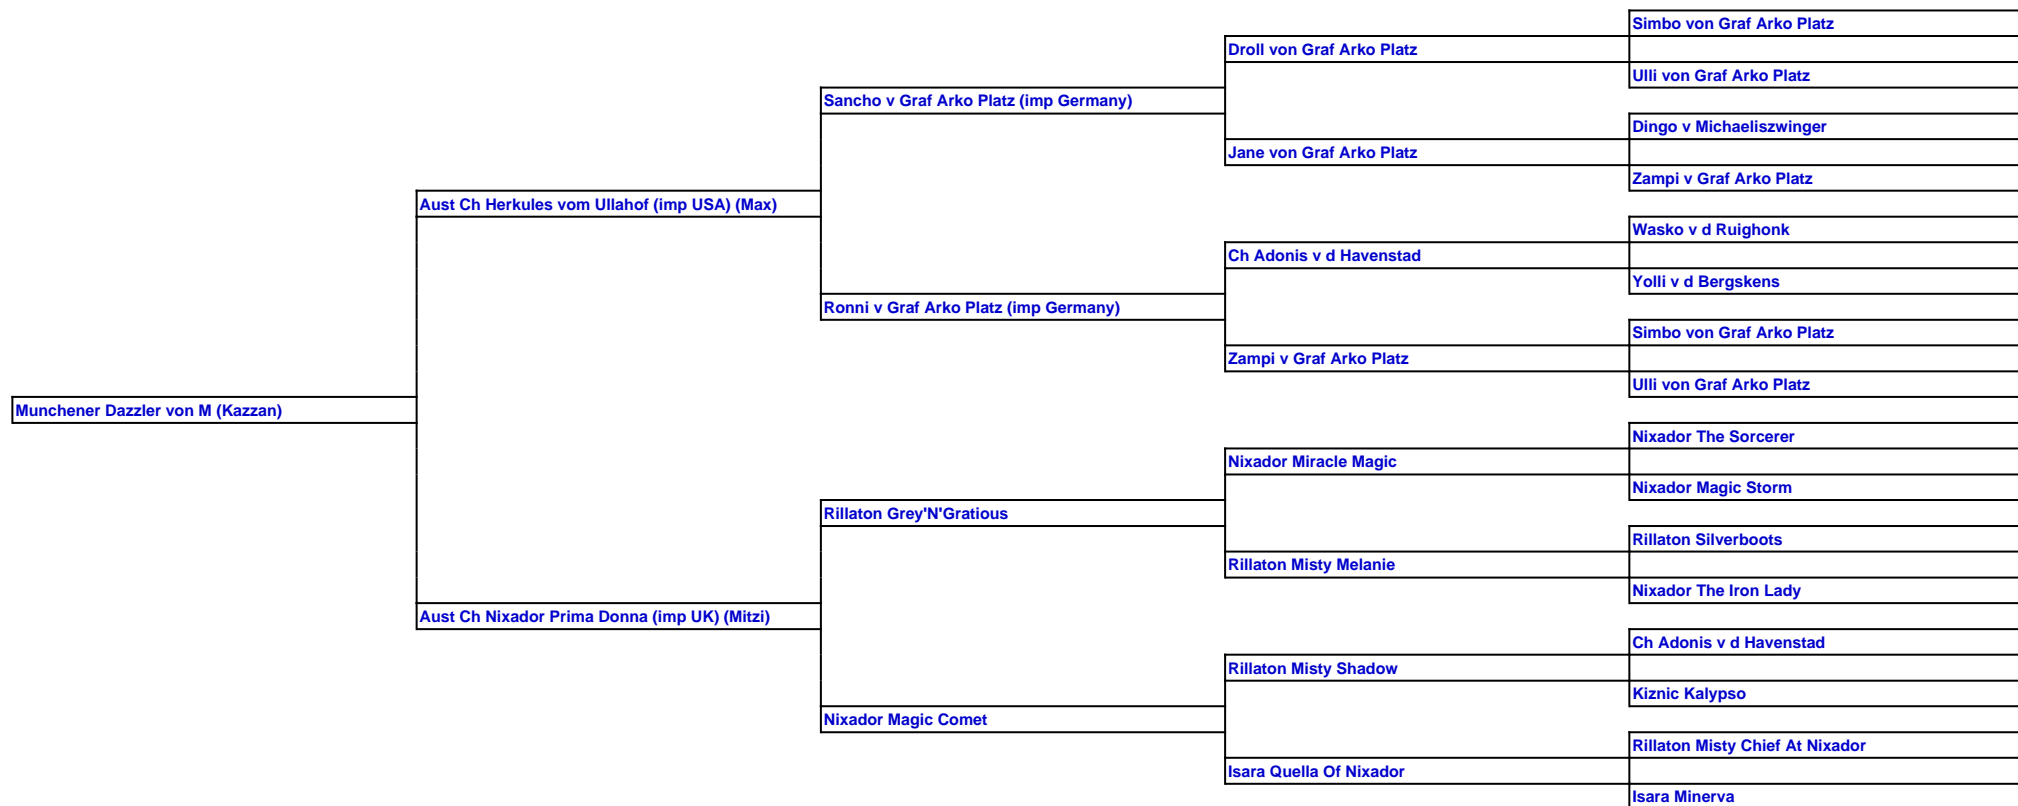 Simbo von Graf Arko Platz
Droll von Graf Arko Platz
Ulli von Graf Arko Platz
Sancho v Graf Arko Platz (imp Germany)
Dingo v Michaeliszwinger
Jane von Graf Arko Platz
Zampi v Graf Arko Platz
Aust Ch Herkules vom Ullahof (imp USA) (Max)
Wasko v d Ruighonk
Ch Adonis v d Havenstad
Yolli v d Bergskens
Ronni v Graf Arko Platz (imp Germany)
Simbo von Graf Arko Platz
Zampi v Graf Arko Platz
Ulli von Graf Arko Platz
Munchener Dazzler von M (Kazzan)
Nixador The Sorcerer
Nixador Miracle Magic
Nixador Magic Storm
Rillaton Grey'N'Gratious
Rillaton Silverboots
Rillaton Misty Melanie
Nixador The Iron Lady
Aust Ch Nixador Prima Donna (imp UK) (Mitzi)
Ch Adonis v d Havenstad
Rillaton Misty Shadow
Kiznic Kalypso
Nixador Magic Comet
Rillaton Misty Chief At Nixador
Isara Quella Of Nixador
Isara Minerva